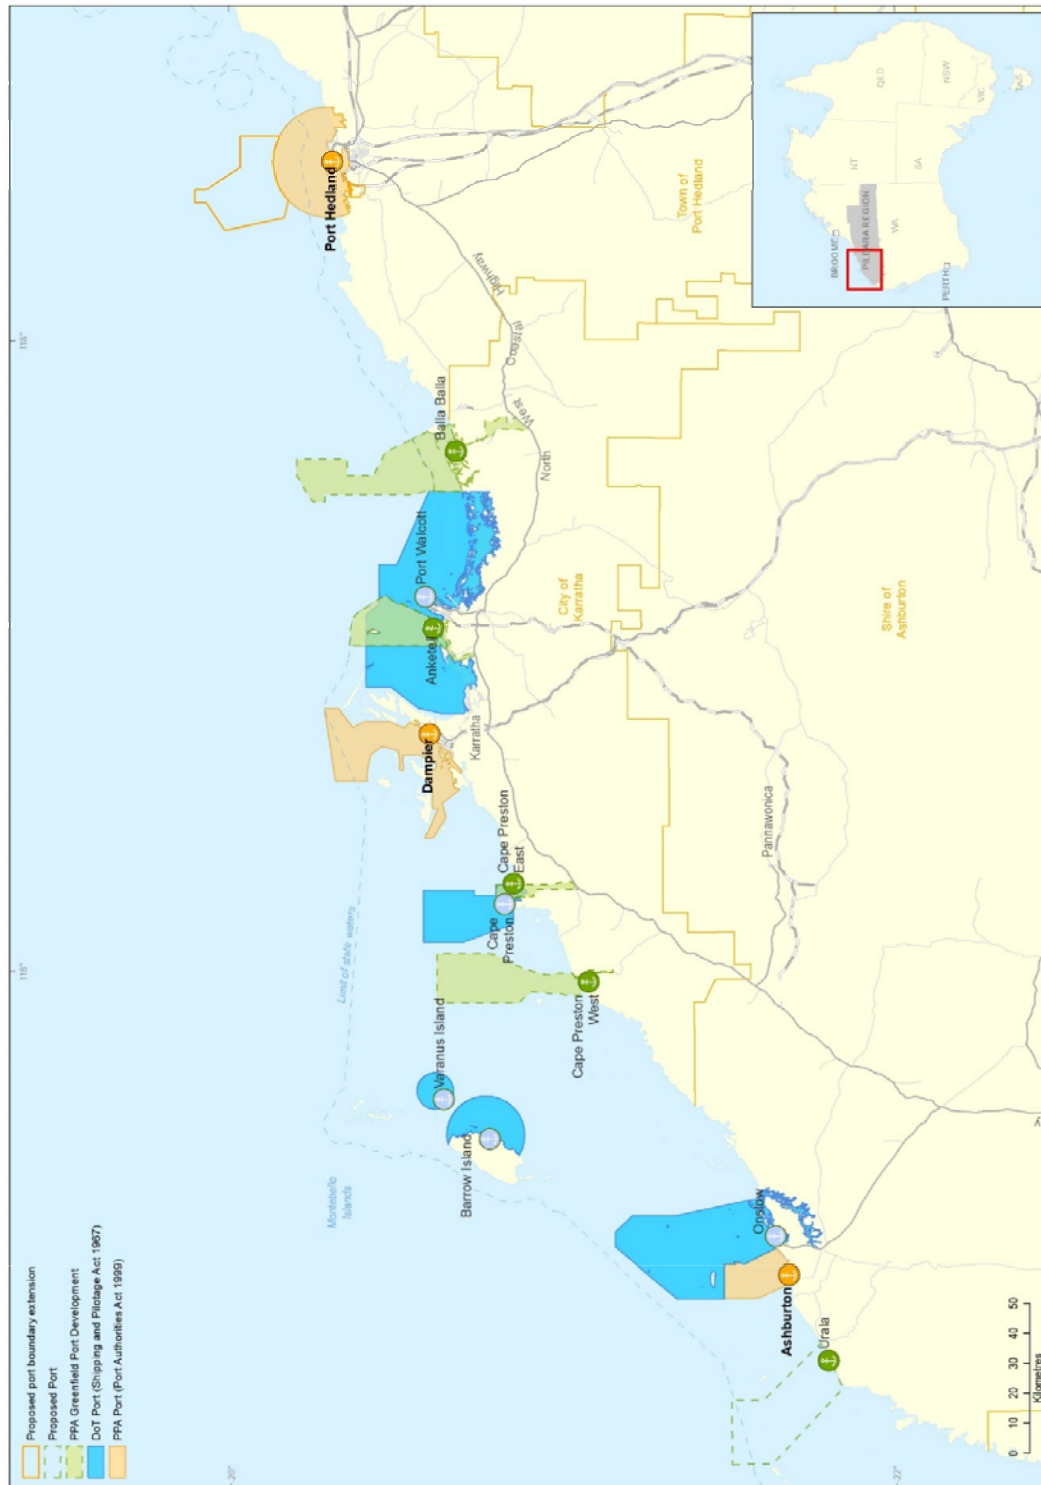 Proposed port boundary extension
Proposed Port
PPA Greenfield Port Development
DoT Port (Shipping and Pilotage Act 1967)
PPA Port (Port Authorities Act 1999)
116°
118°
-20°
-22°
Montebello
Islands
Limit of state waters
Barrow Island
Varanus Island
Cape Preston
West
Cape
Preston
Cape Preston
East
Dampier
Karratha
Anketell
Port Walcott
Balla Balla
Port Hedland
North
West
Coastal
Highway
City of
Karratha
Town of
Port Hedland
Shire of
Ashburton
Pannawonica
Onslow
Ashburton
Urala
0 10 20 30 40 50
Kilometres
BROOME
PILBARA REGION
PERTH
WA
NT
SA
QLD
NSW
VIC
TAS